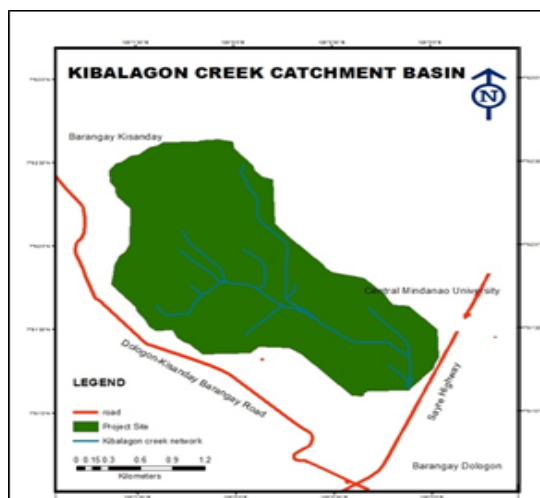 KIBALAGON CREEK CATCHMENT BASIN
N
Barangay Kisanday
Central Mindanao University
Dologon-Kisanday Barangay Road
Sayre Highway
LEGEND
road
Project Site
Kibalagon creek network
0 0.15 0.3 0.6 0.9 1.2
Kilometers
Barangay Dologon